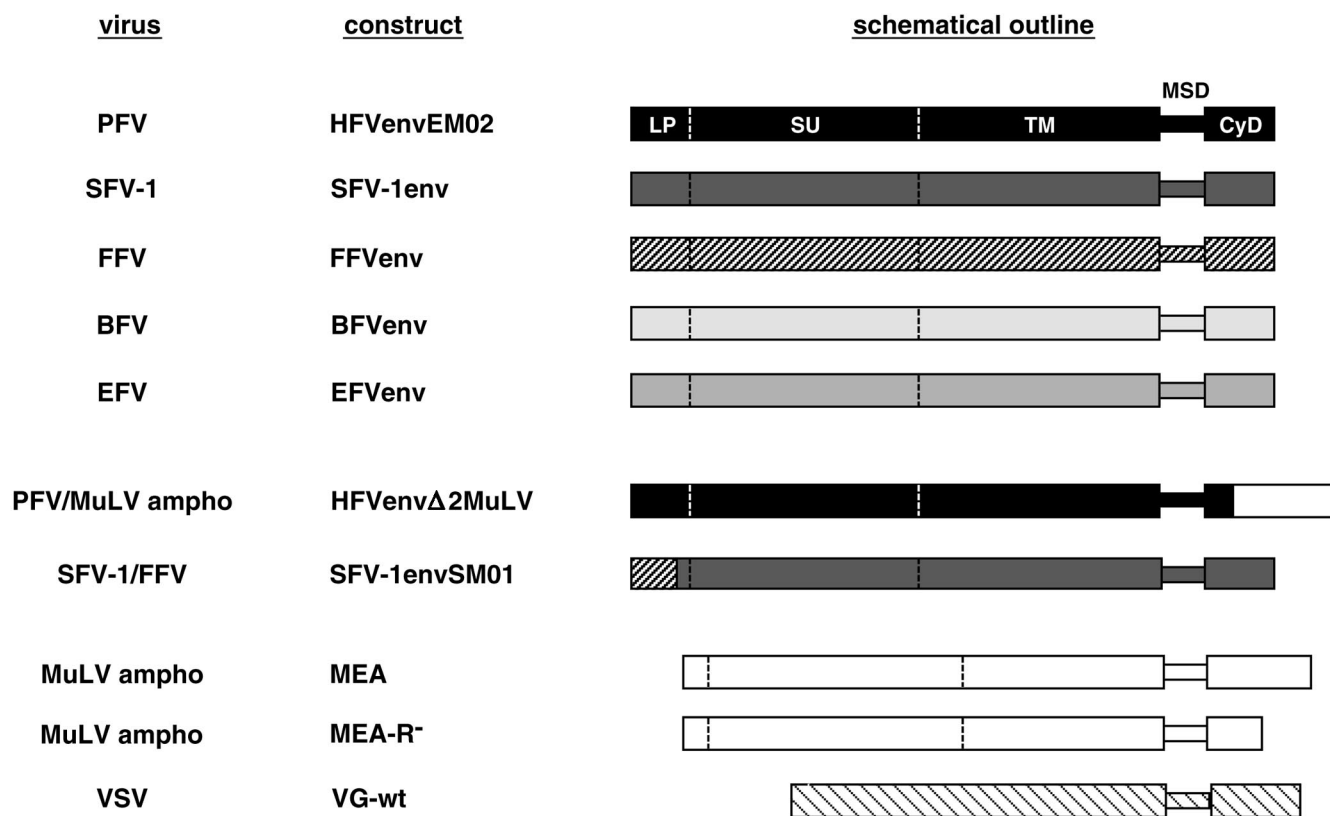 virus construct schematical outline
MSD
PFV HFVenvEM02 LP SU TM CyD
SFV-1 SFV-1env
FFV FFVenv
BFV BFVenv
EFV EFVenv
PFV/MuLV ampho HFVenvΔ2MuLV
SFV-1/FFV SFV-1envSM01
MuLV ampho MEA
MuLV ampho MEA-R⁻
VSV VG-wt